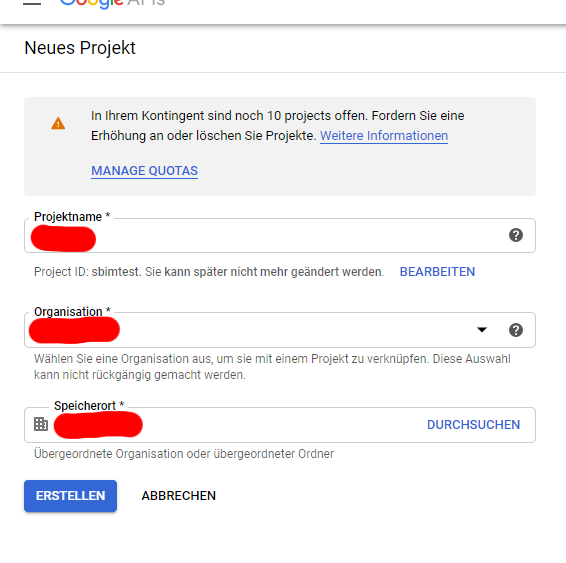 Google APIs
Neues Projekt
In Ihrem Kontingent sind noch 10 projects offen. Fordern Sie eine
Erhöhung an oder löschen Sie Projekte. Weitere Informationen
MANAGE QUOTAS
Projektname *
Project ID: sbimtest. Sie kann später nicht mehr geändert werden. BEARBEITEN
Organisation *
Wählen Sie eine Organisation aus, um sie mit einem Projekt zu verknüpfen. Diese Auswahl
kann nicht rückgängig gemacht werden.
Speicherort *
DURCHSUCHEN
Übergeordnete Organisation oder übergeordneter Ordner
ERSTELLEN ABBRECHEN